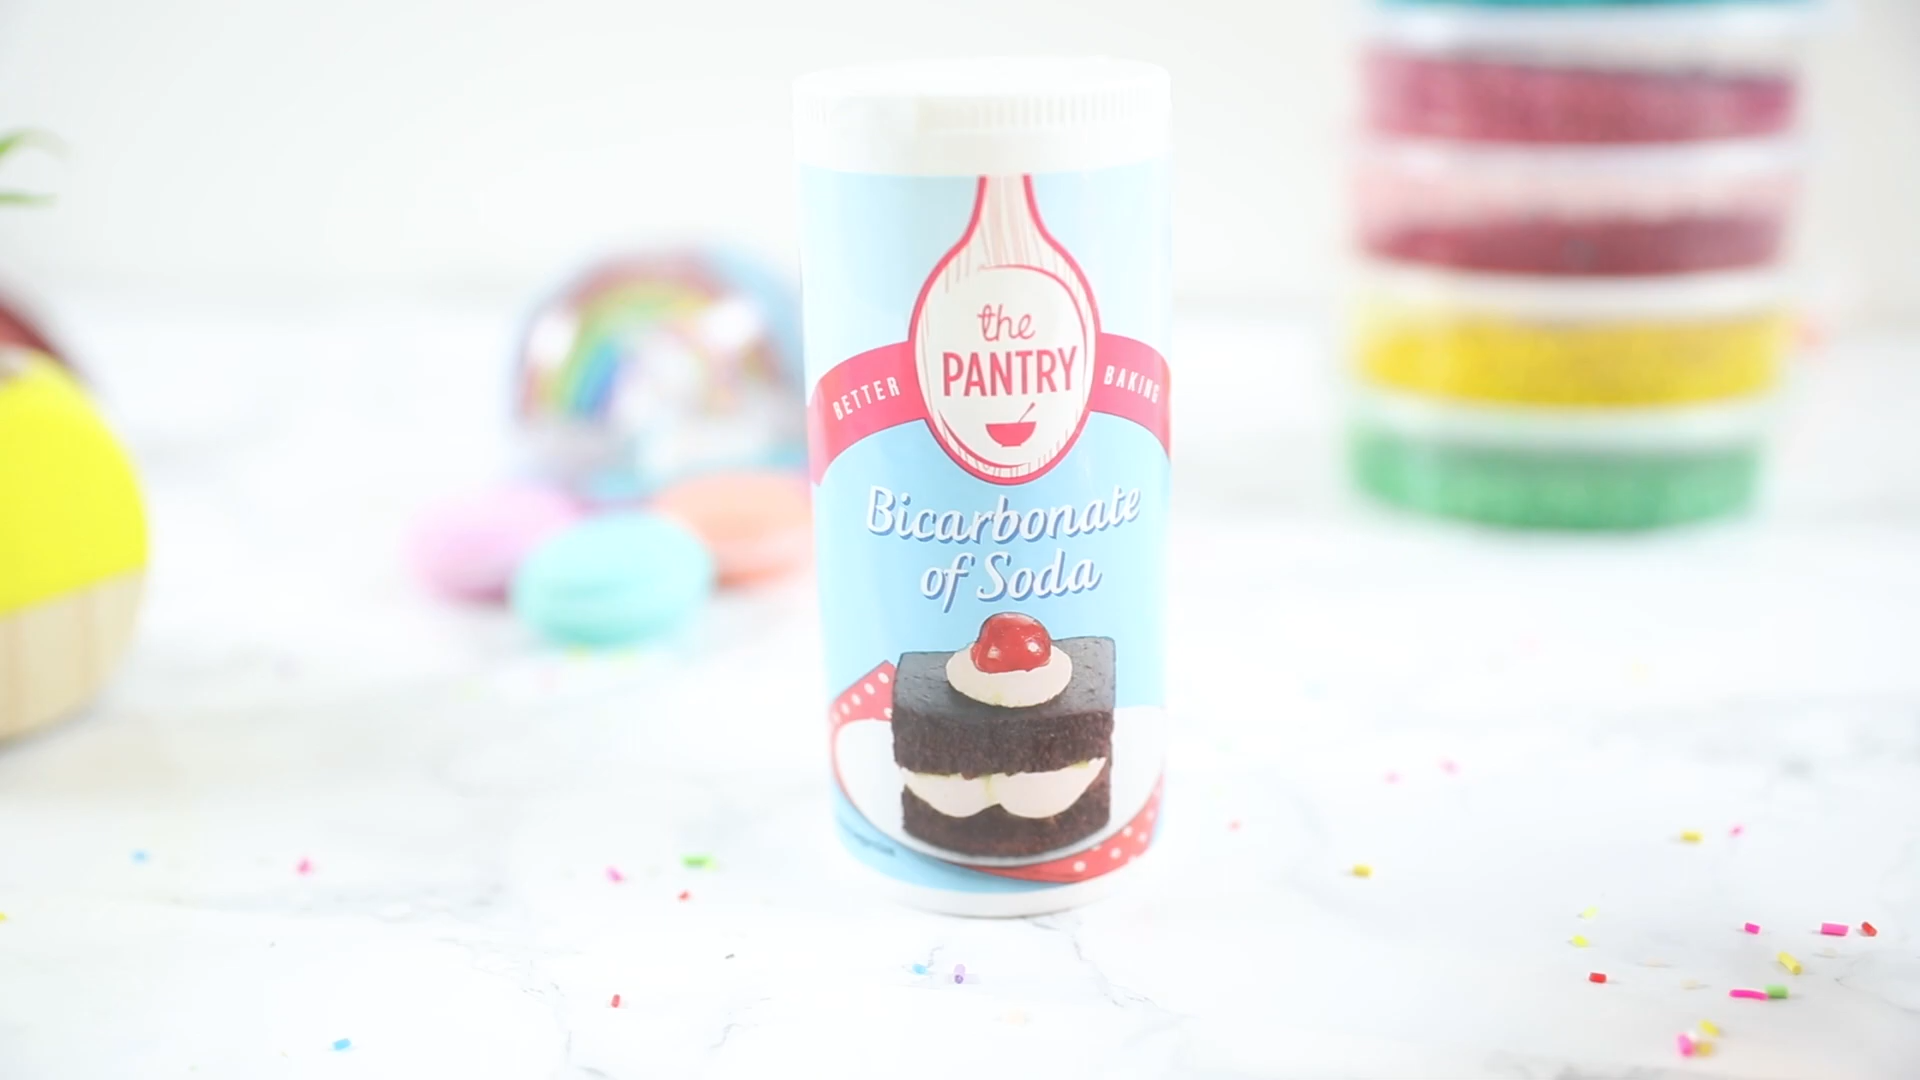 the
PANTRY
BETTER BAKING
Bicarbonate
of Soda